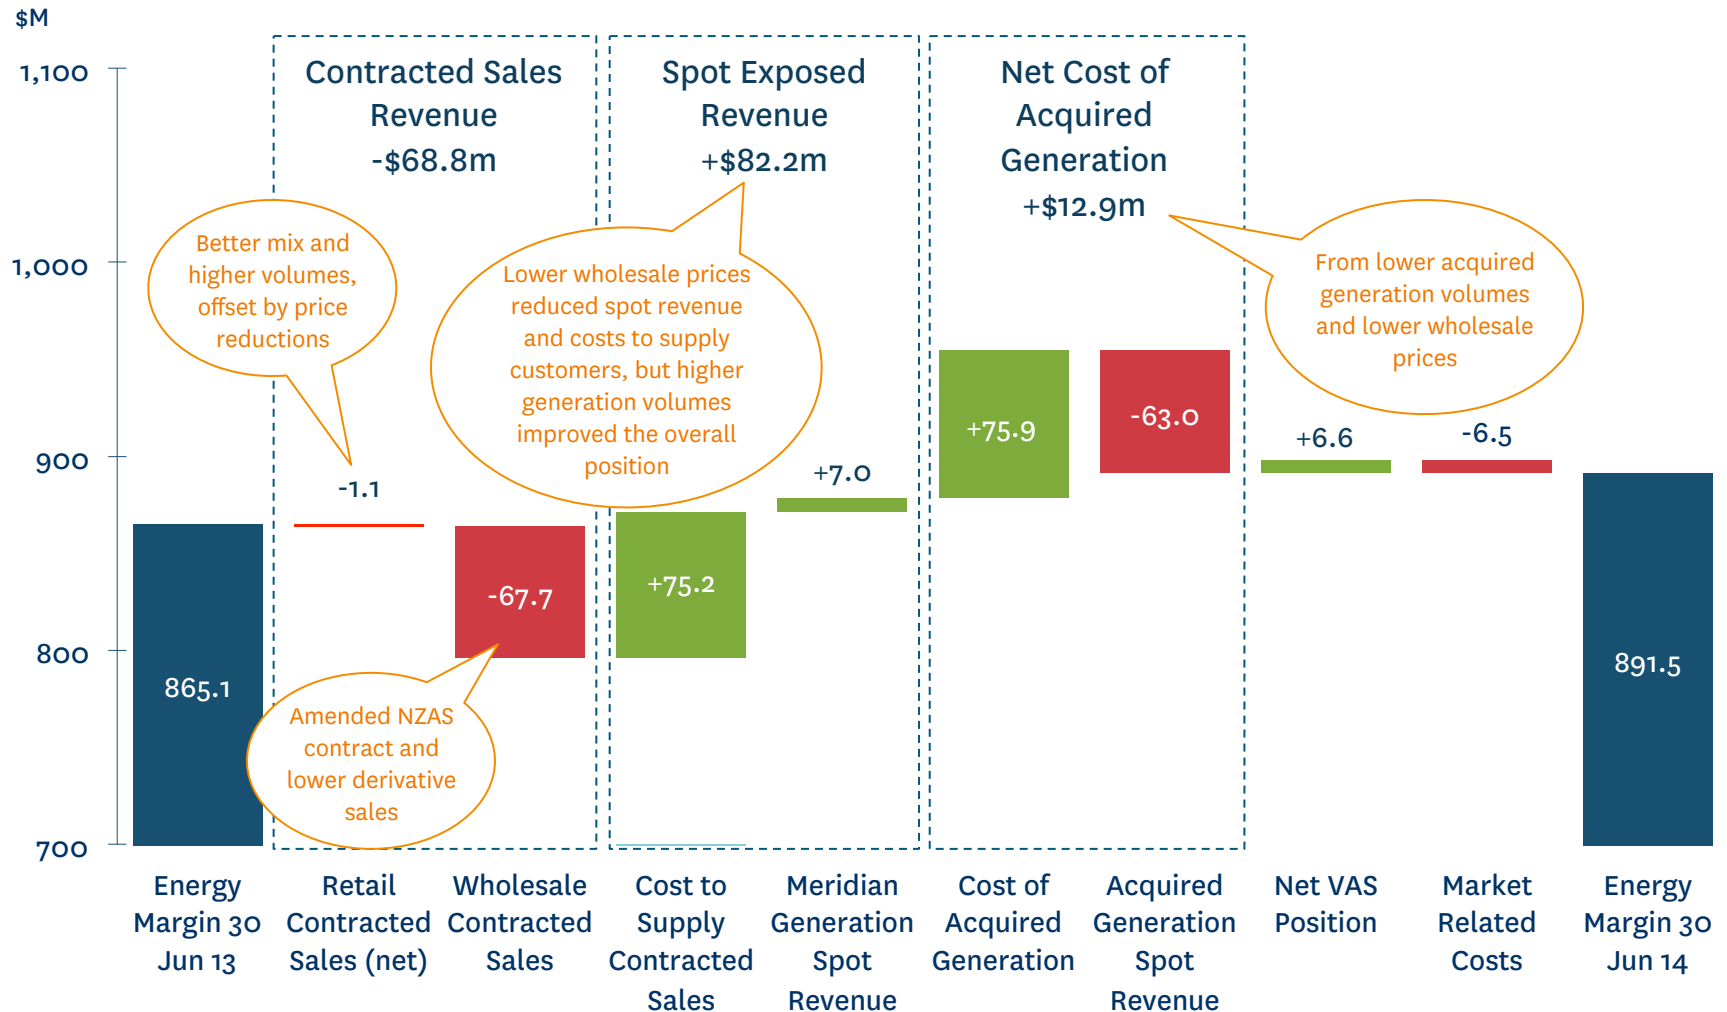 $M
1,100
1,000
900
800
700
Contracted Sales
Revenue
-$68.8m
Spot Exposed
Revenue
+$82.2m
Net Cost of
Acquired
Generation
+$12.9m
Better mix and
higher volumes,
offset by price
reductions
Lower wholesale prices
reduced spot revenue
and costs to supply
customers, but higher
generation volumes
improved the overall
position
From lower acquired
generation volumes
and lower wholesale
prices
Amended NZAS
contract and
lower derivative
sales
865.1
-1.1
-67.7
+75.2
+7.0
+75.9
-63.0
+6.6
-6.5
891.5
Energy
Margin 30
Jun 13
Retail
Contracted
Sales (net)
Wholesale
Contracted
Sales
Cost to
Supply
Contracted
Sales
Meridian
Generation
Spot
Revenue
Cost of
Acquired
Generation
Acquired
Generation
Spot
Revenue
Net VAS
Position
Market
Related
Costs
Energy
Margin 30
Jun 14